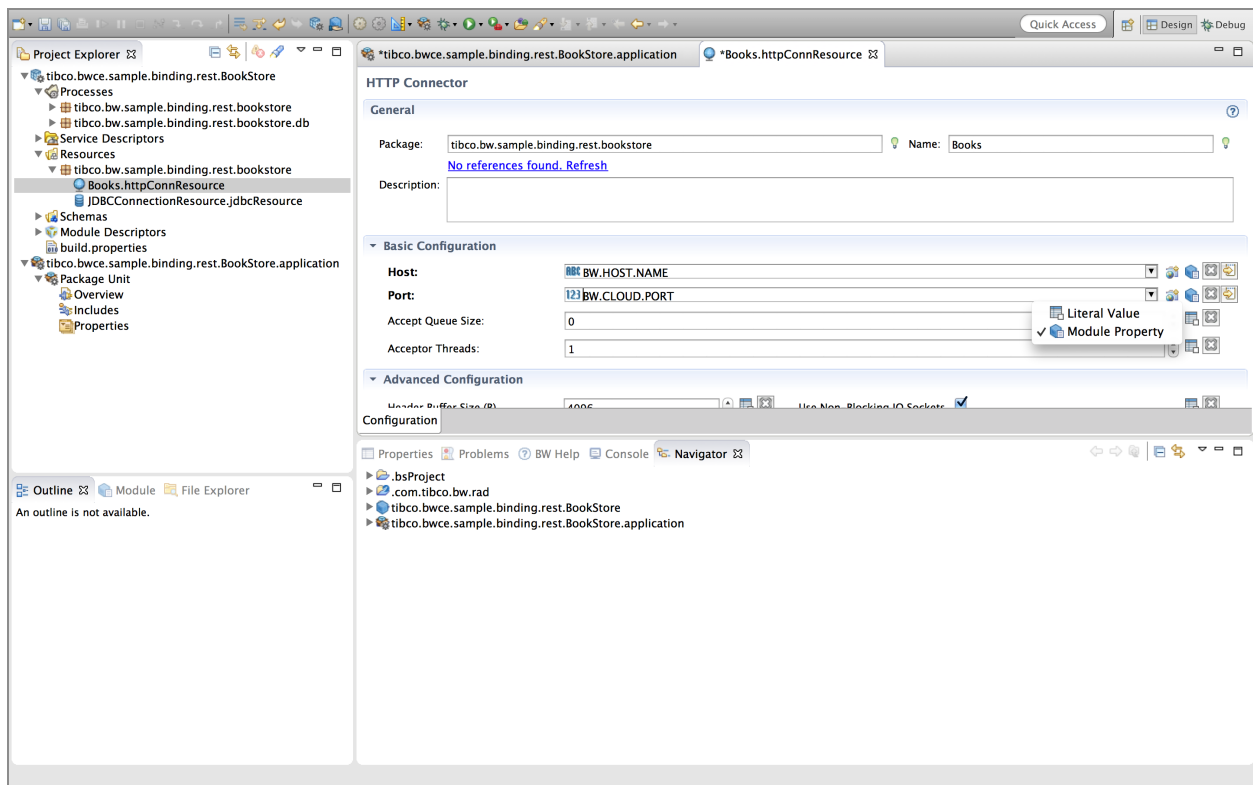 Quick Access
Design
Debug
Project Explorer
tibco.bwce.sample.binding.rest.BookStore
Processes
tibco.bw.sample.binding.rest.bookstore
tibco.bw.sample.binding.rest.bookstore.db
Service Descriptors
Resources
tibco.bw.sample.binding.rest.bookstore
Books.httpConnResource
JDBCConnectionResource.jdbcResource
Schemas
Module Descriptors
build.properties
tibco.bwce.sample.binding.rest.BookStore.application
Package Unit
Overview
Includes
Properties
Outline Module File Explorer
An outline is not available.
*tibco.bwce.sample.binding.rest.BookStore.application *Books.httpConnResource
HTTP Connector
General
Package: tibco.bw.sample.binding.rest.bookstore Name: Books
No references found. Refresh
Description:
Basic Configuration
Host: ABC BW.HOST.NAME
Port: 123 BW.CLOUD.PORT
Literal Value
Module Property
Accept Queue Size: 0
Acceptor Threads: 1
Advanced Configuration
Header Buffer Size (B) 4096 Use Non-Blocking IO Sockets
Configuration
Properties Problems BW Help Console Navigator
.bsProject
.com.tibco.bw.rad
tibco.bwce.sample.binding.rest.BookStore
tibco.bwce.sample.binding.rest.BookStore.application